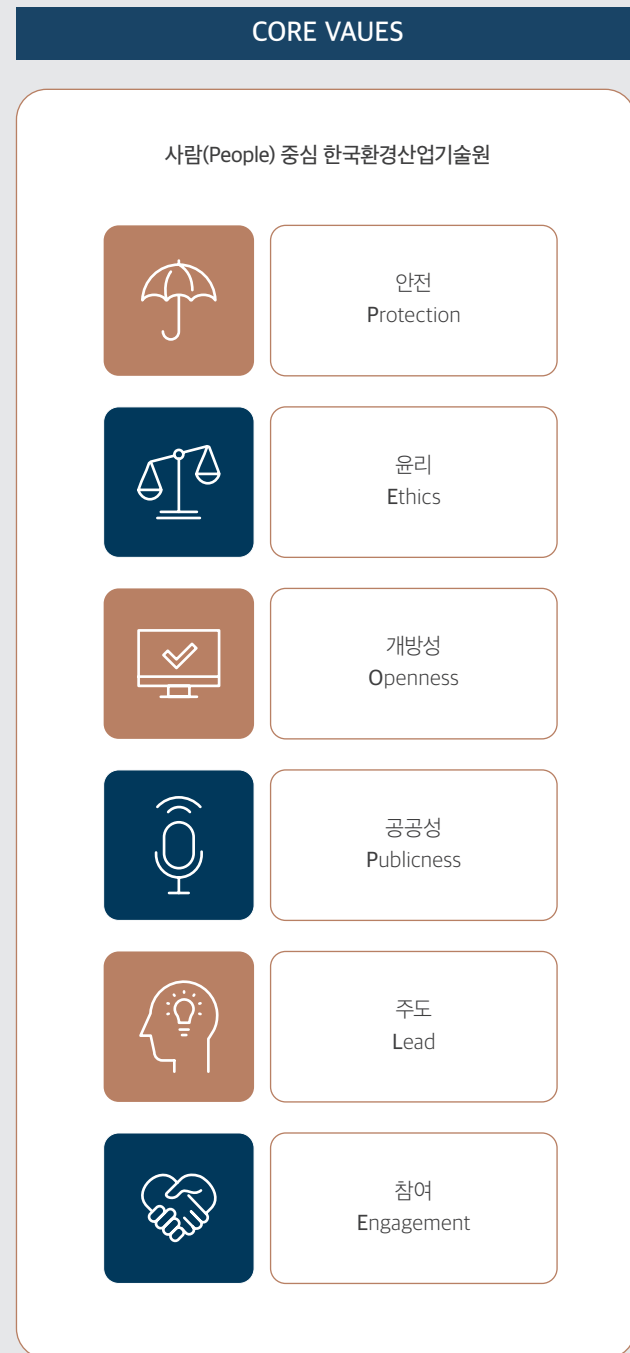 CORE VAUES
사람(People) 중심 한국환경산업기술원
안전
Protection
윤리
Ethics
개방성
Openness
공공성
Publicness
주도
Lead
참여
Engagement